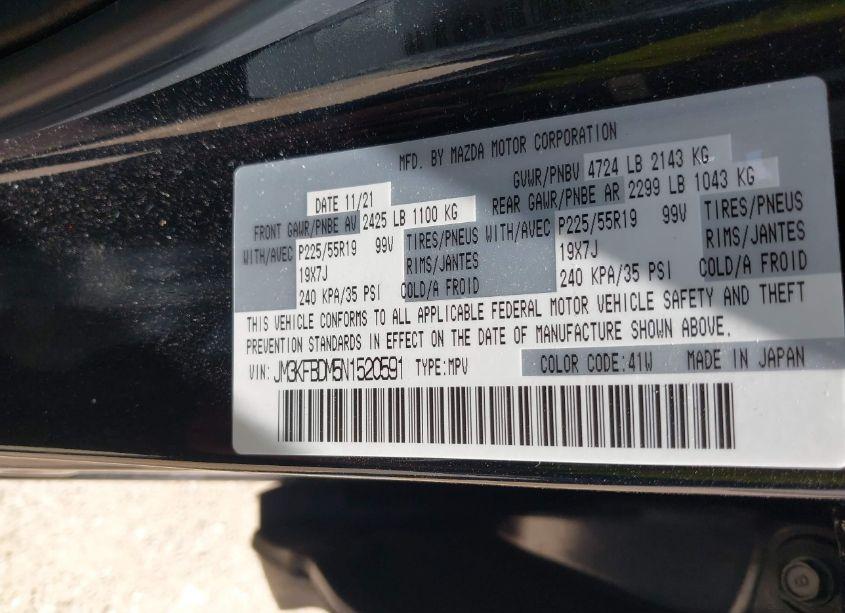 MFD. BY MAZDA MOTOR CORPORATION
DATE 11/21 GVWR/PNBV 4724 LB 2143 KG
FRONT GAWR/PNBE AV 2425 LB 1100 KG REAR GAWR/PNBE AR 2299 LB 1043 KG
WITH/AVEC P225/55R19 99V TIRES/PNEUS WITH/AVEC P225/55R19 99V TIRES/PNEUS
19X7J RIMS/JANTES 19X7J RIMS/JANTES
240 KPA/35 PSI COLD/A FROID 240 KPA/35 PSI COLD/A FROID
THIS VEHICLE CONFORMS TO ALL APPLICABLE FEDERAL MOTOR VEHICLE SAFETY AND THEFT
PREVENTION STANDARDS IN EFFECT ON THE DATE OF MANUFACTURE SHOWN ABOVE.
VIN: JM3KFBDM5N1520591 TYPE:MPV COLOR CODE:41W MADE IN JAPAN